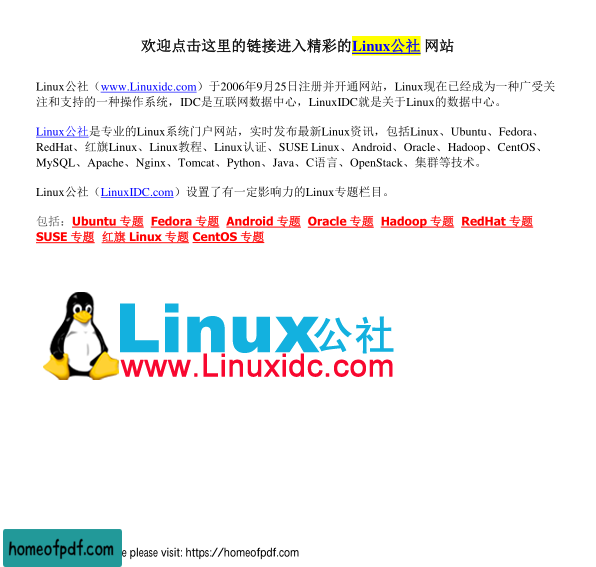 欢迎点击这里的链接进入精彩的Linux公社 网站
Linux公社（www.Linuxidc.com）于2006年9月25日注册并开通网站，Linux现在已经成为一种广受关
注和支持的一种操作系统，IDC是互联网数据中心，LinuxIDC就是关于Linux的数据中心。
Linux公社是专业的Linux系统门户网站，实时发布最新Linux资讯，包括Linux、Ubuntu、Fedora、
RedHat、红旗Linux、Linux教程、Linux认证、SUSE Linux、Android、Oracle、Hadoop、CentOS、
MySQL、Apache、Nginx、Tomcat、Python、Java、C语言、OpenStack、集群等技术。
Linux公社（LinuxIDC.com）设置了有一定影响力的Linux专题栏目。
包括：Ubuntu 专题 Fedora 专题 Android 专题 Oracle 专题 Hadoop 专题 RedHat 专题
SUSE 专题 红旗 Linux 专题 CentOS 专题
Linux公社
www.Linuxidc.com
homeofpdf.com please visit: https://homeofpdf.com